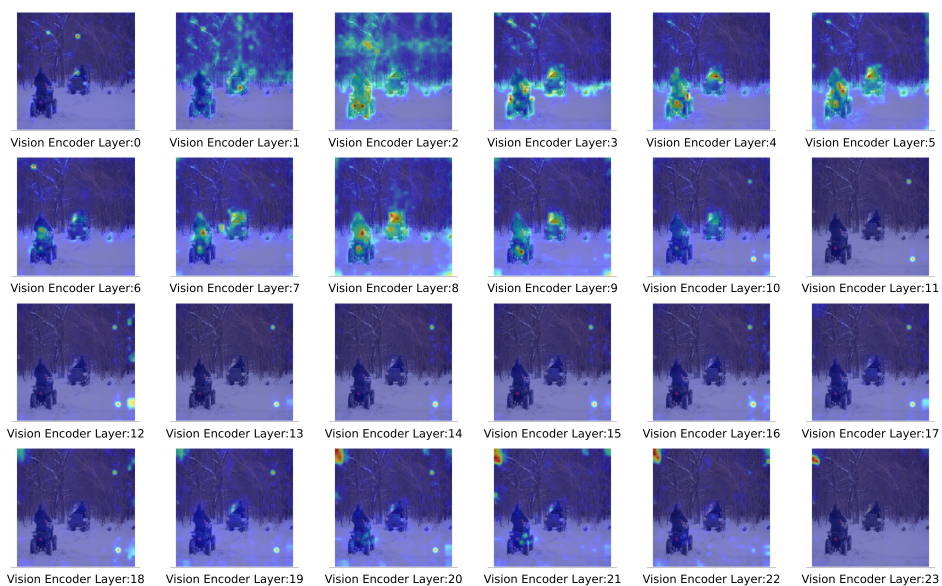 Vision Encoder Layer:0 Vision Encoder Layer:1 Vision Encoder Layer:2 Vision Encoder Layer:3 Vision Encoder Layer:4 Vision Encoder Layer:5
Vision Encoder Layer:6 Vision Encoder Layer:7 Vision Encoder Layer:8 Vision Encoder Layer:9 Vision Encoder Layer:10 Vision Encoder Layer:11
Vision Encoder Layer:12 Vision Encoder Layer:13 Vision Encoder Layer:14 Vision Encoder Layer:15 Vision Encoder Layer:16 Vision Encoder Layer:17
Vision Encoder Layer:18 Vision Encoder Layer:19 Vision Encoder Layer:20 Vision Encoder Layer:21 Vision Encoder Layer:22 Vision Encoder Layer:23